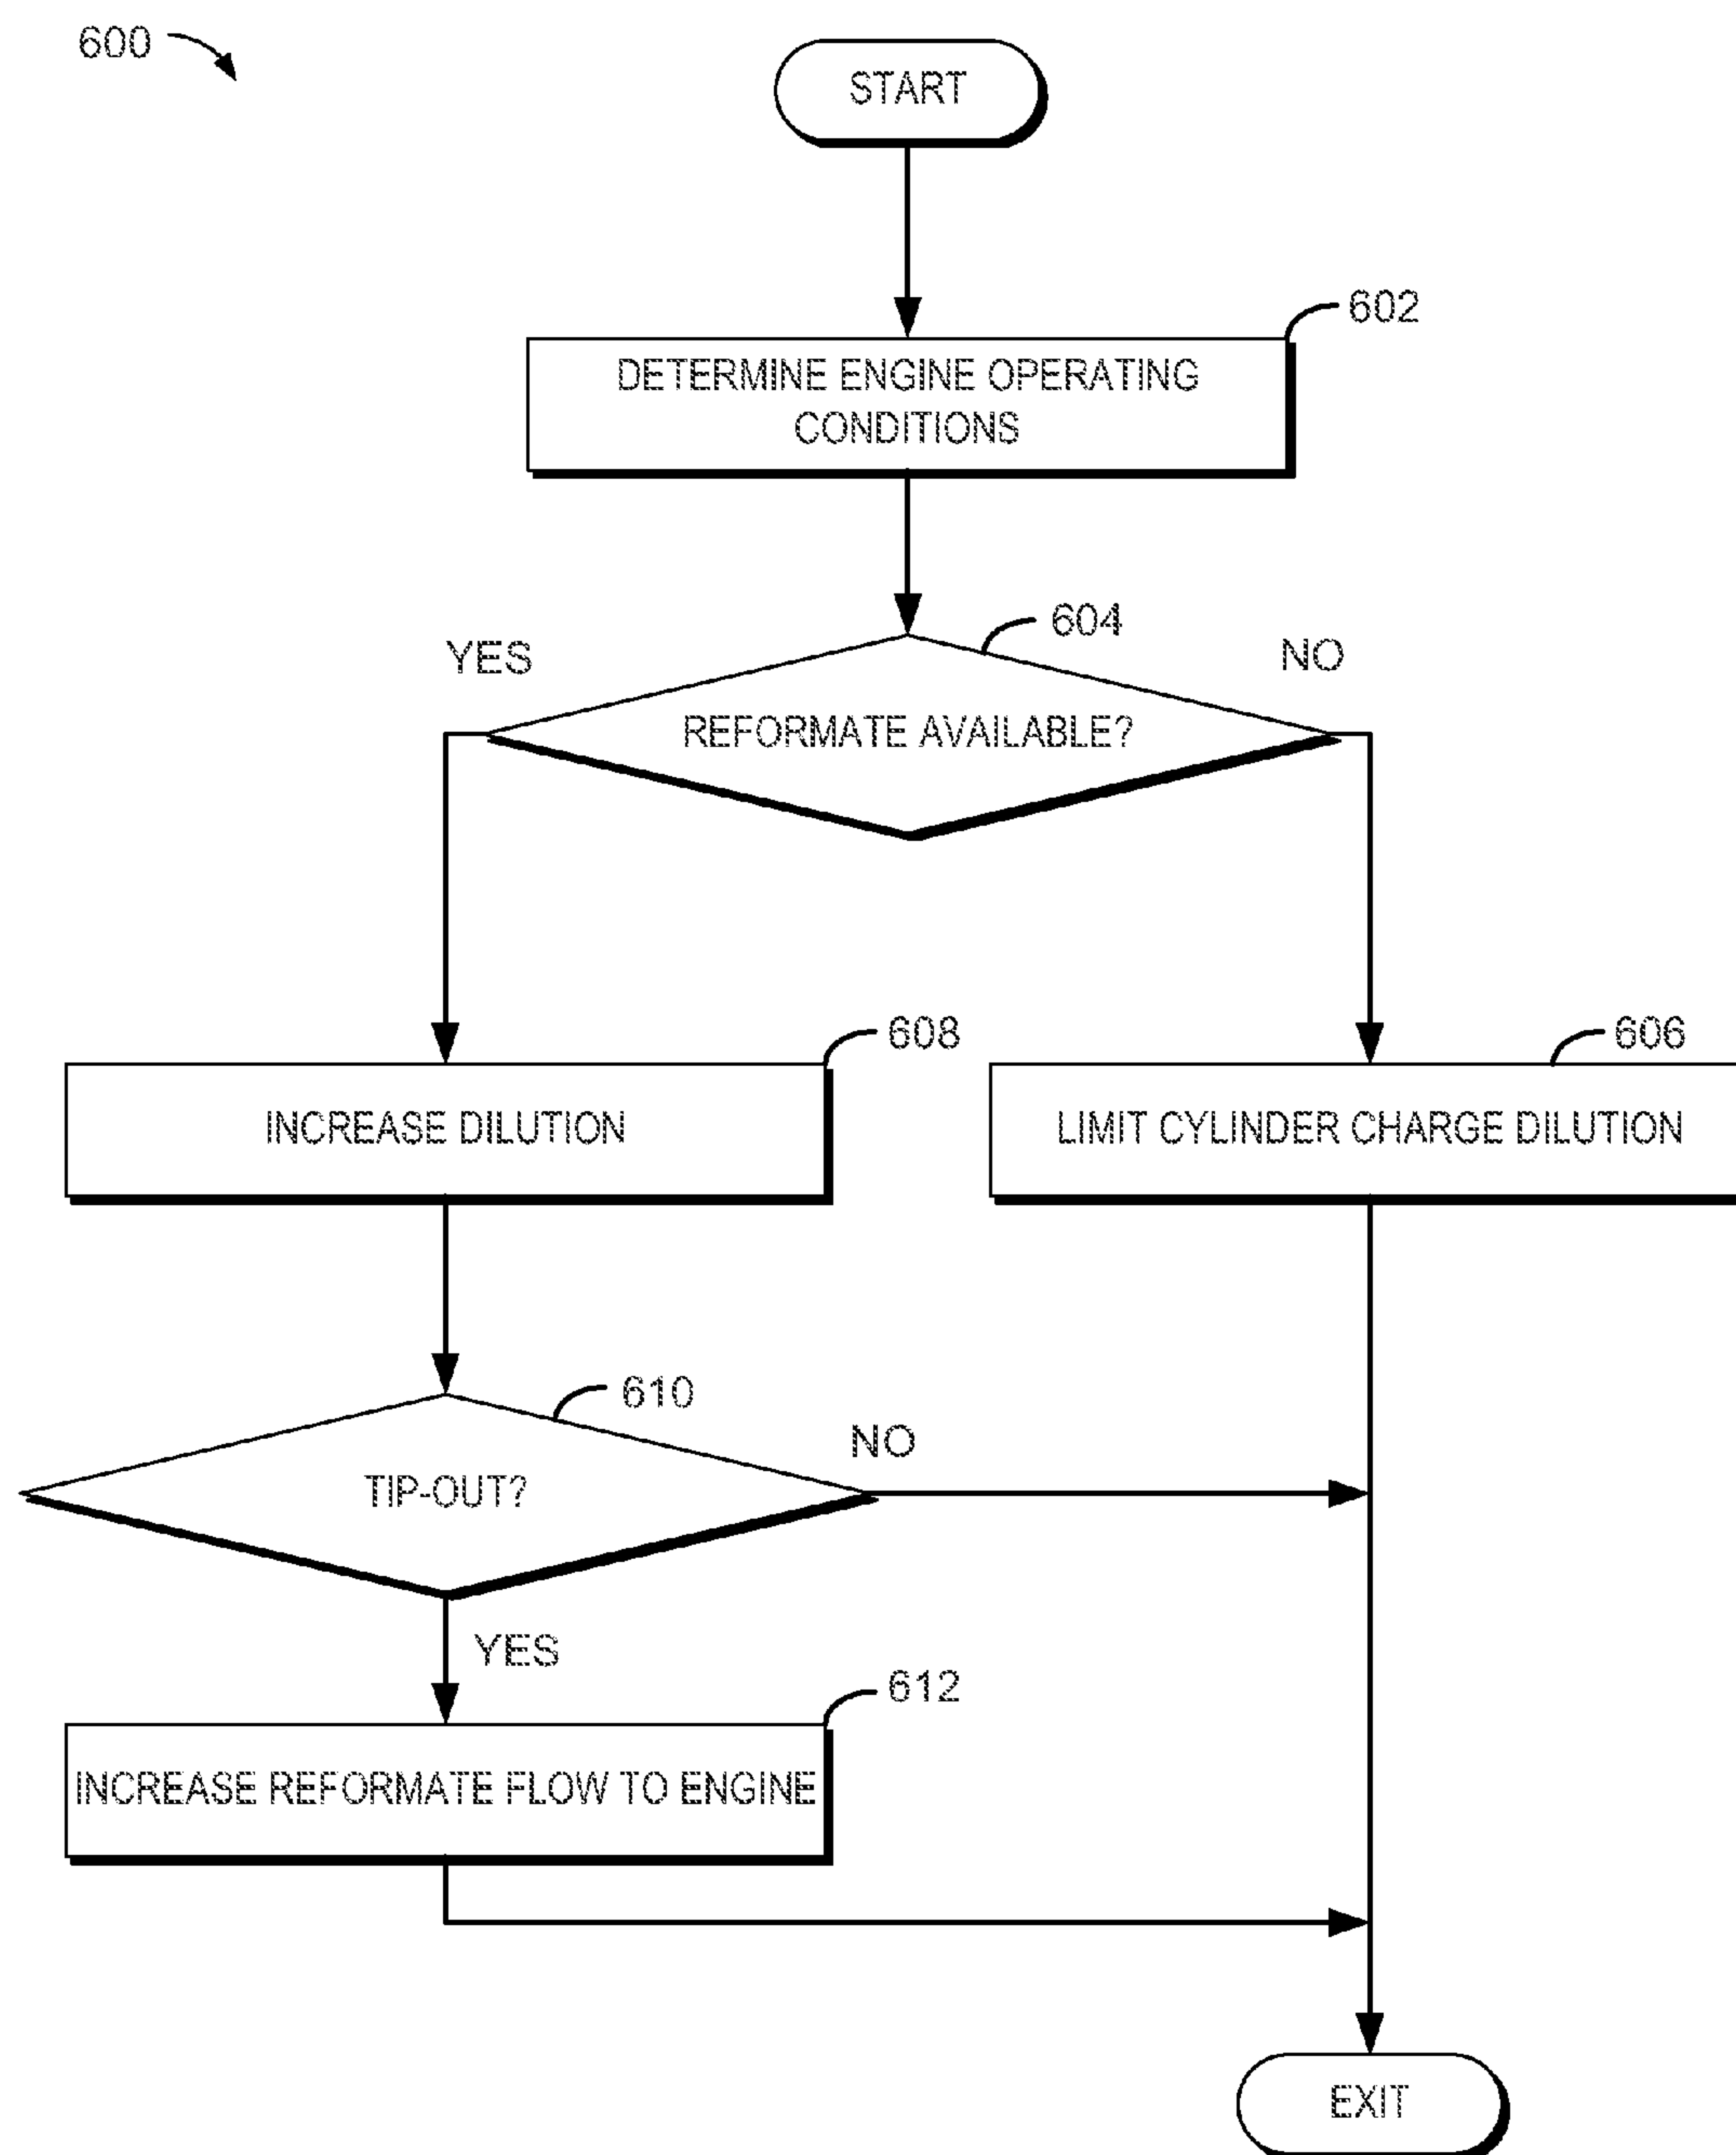 600
START
602
DETERMINE ENGINE OPERATING
CONDITIONS
604
YES
NO
REFORMATE AVAILABLE?
608
606
INCREASE DILUTION
LIMIT CYLINDER CHARGE DILUTION
610
NO
TIP-OUT?
YES
612
INCREASE REFORMATE FLOW TO ENGINE
EXIT